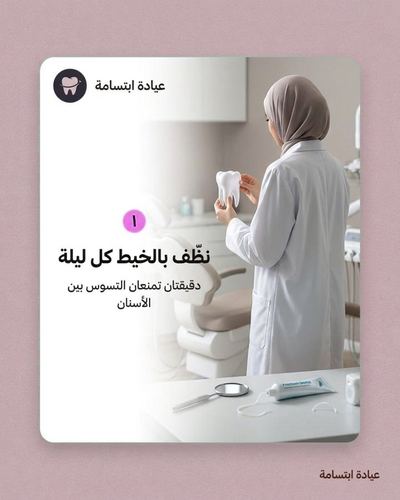 عيادة ابتسامة
١
نظّف بالخيط كل ليلة
دقيقتان تمنعان التسوس بين
الأسنان
عيادة ابتسامة